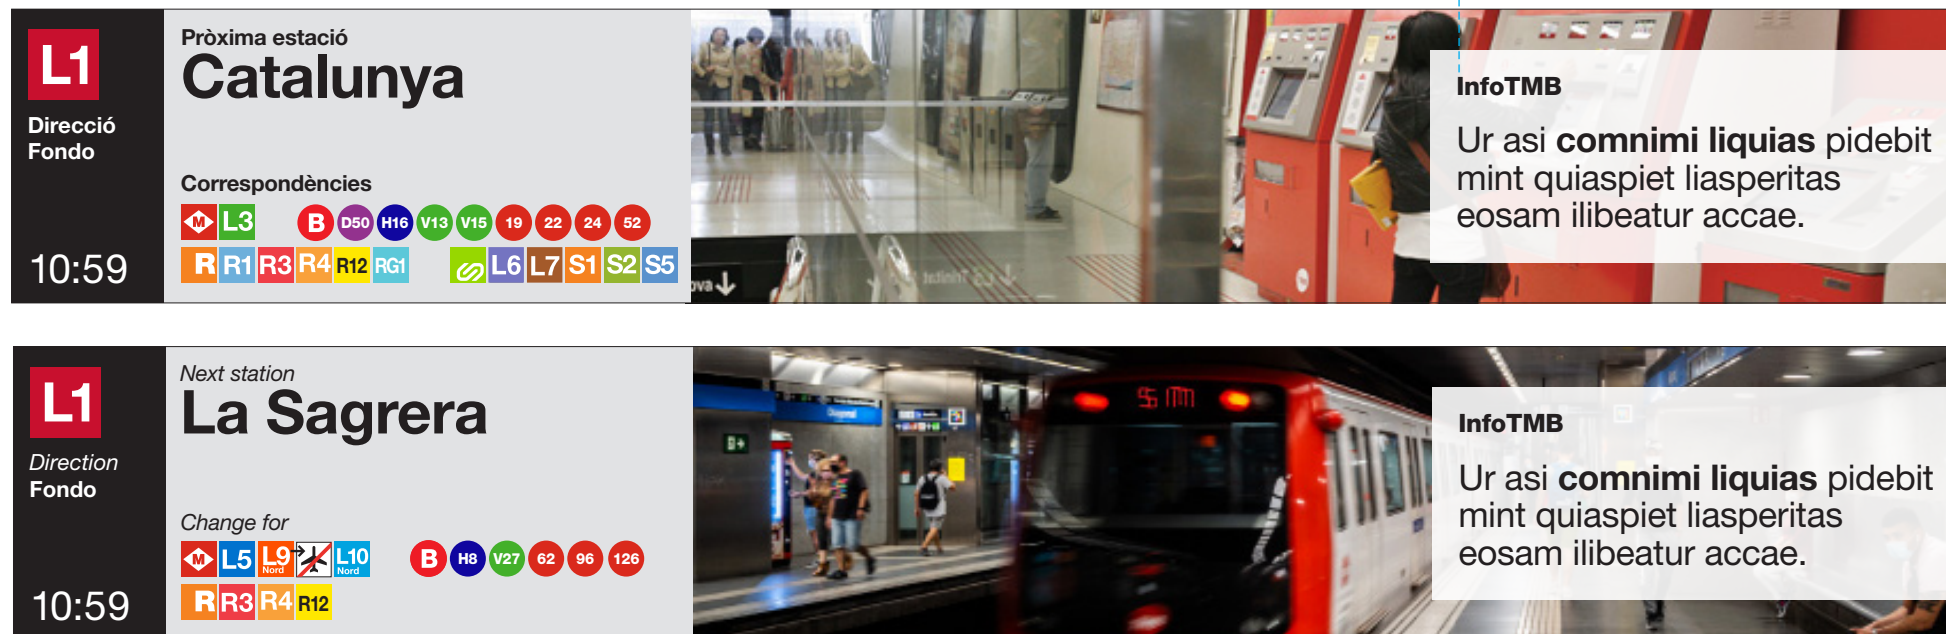 L1
Direcció
Fondo
10:59
Pròxima estació
Catalunya
Correspondències
M L3 B D50 H16 V13 V15 19 22 24 52
R R1 R3 R4 R12 RG1 L6 L7 S1 S2 S5
ova ↓
InfoTMB
Ur asi comnimi liquias pidebit
mint quiaspiet liasperitas
eosam ilibeatur accae.
L1
Direction
Fondo
10:59
Next station
La Sagrera
Change for
M L5 L9 Nord L10 Nord B H8 V27 62 96 126
R R3 R4 R12
Diagonal
InfoTMB
Ur asi comnimi liquias pidebit
mint quiaspiet liasperitas
eosam ilibeatur accae.